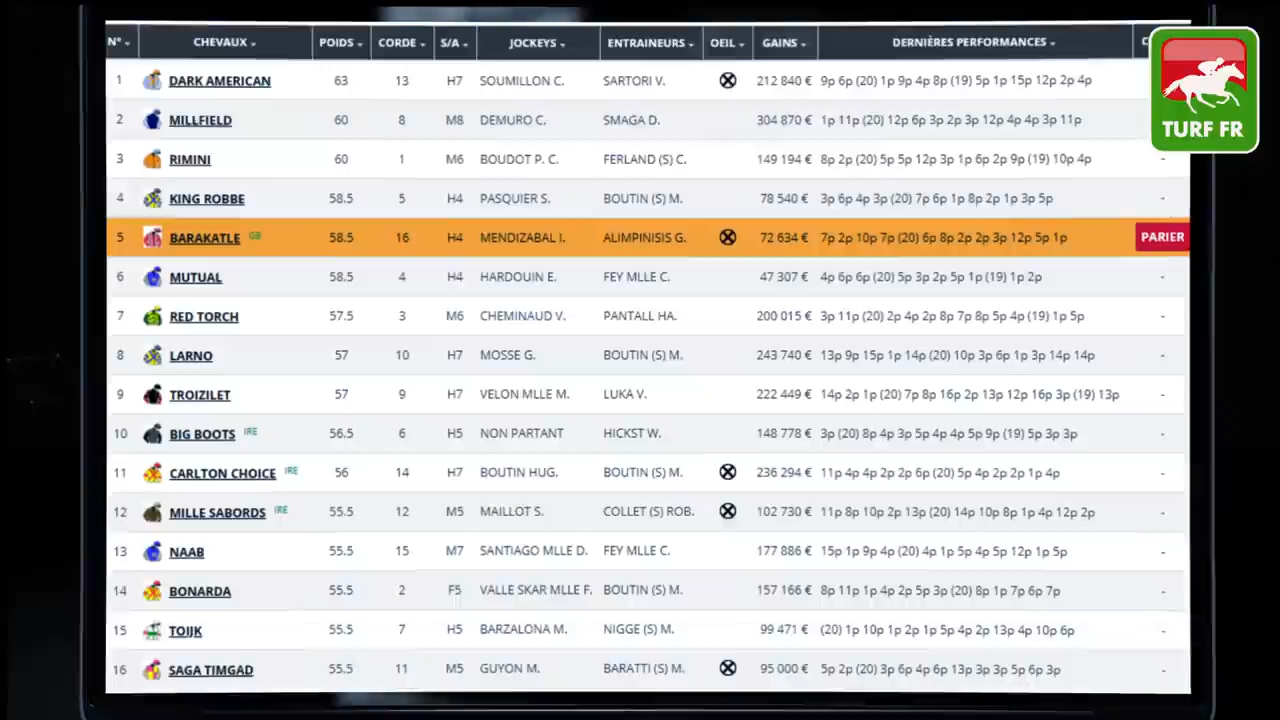 N° CHEVAUX POIDS CORDE S/A JOCKEYS ENTRAINEURS OEIL GAINS DERNIÈRES PERFORMANCES
1 DARK AMERICAN 63 13 H7 SOUMILLON C. SARTORI V. 212 840 € 9p 6p (20) 1p 9p 4p 8p (19) 5p 1p 15p 12p 2p 4p
TURF FR
2 MILLFIELD 60 8 M8 DEMURO C. SMAGA D. 304 870 € 1p 11p (20) 12p 6p 3p 2p 3p 12p 4p 4p 3p 11p
3 RIMINI 60 1 M6 BOUDOT P. C. FERLAND (S) C. 149 194 € 8p 2p (20) 5p 5p 12p 3p 1p 6p 2p 9p (19) 10p 4p -
4 KING ROBBE 58.5 5 H4 PASQUIER S. BOUTIN (S) M. 78 540 € 3p 6p 4p 3p (20) 7p 6p 1p 8p 2p 1p 3p 5p -
5 BARAKATLE GB 58.5 16 H4 MENDIZABAL I. ALIMPINISIS G. 72 634 € 7p 2p 10p 7p (20) 6p 8p 2p 2p 3p 12p 5p 1p PARIER
6 MUTUAL 58.5 4 H4 HARDOUIN E. FEY MLLE C. 47 307 € 4p 6p 6p (20) 5p 3p 2p 5p 1p (19) 1p 2p -
7 RED TORCH 57.5 3 M6 CHEMINAUD V. PANTALL HA. 200 015 € 3p 11p (20) 2p 4p 2p 8p 7p 8p 5p 4p (19) 1p 5p -
8 LARNO 57 10 H7 MOSSE G. BOUTIN (S) M. 243 740 € 13p 9p 15p 1p 14p (20) 10p 3p 6p 1p 3p 14p 14p -
9 TROIZILET 57 9 H7 VELON MLLE M. LUKA V. 222 449 € 14p 2p 1p (20) 7p 8p 16p 2p 13p 12p 16p 3p (19) 13p -
10 BIG BOOTS IRE 56.5 6 H5 NON PARTANT HICKST W. 148 778 € 3p (20) 8p 4p 3p 5p 4p 4p 5p 9p (19) 5p 3p 3p -
11 CARLTON CHOICE IRE 56 14 H7 BOUTIN HUG. BOUTIN (S) M. 236 294 € 11p 4p 4p 2p 2p 6p (20) 5p 4p 2p 2p 1p 4p -
12 MILLE SABORDS IRE 55.5 12 M5 MAILLOT S. COLLET (S) ROB. 102 730 € 11p 8p 10p 2p 13p (20) 14p 10p 8p 1p 4p 12p 2p -
13 NAAB 55.5 15 M7 SANTIAGO MLLE D. FEY MLLE C. 177 886 € 15p 1p 9p 4p (20) 4p 1p 5p 4p 5p 12p 1p 5p -
14 BONARDA 55.5 2 F5 VALLE SKAR MLLE F. BOUTIN (S) M. 157 166 € 8p 11p 1p 4p 2p 5p 3p (20) 8p 1p 7p 6p 7p -
15 TOIJK 55.5 7 H5 BARZALONA M. NIGGE (S) M. 99 471 € (20) 1p 10p 1p 2p 1p 5p 4p 2p 13p 4p 10p 6p -
16 SAGA TIMGAD 55.5 11 M5 GUYON M. BARATTI (S) M. 95 000 € 5p 2p (20) 3p 6p 4p 6p 13p 3p 3p 5p 6p 3p -